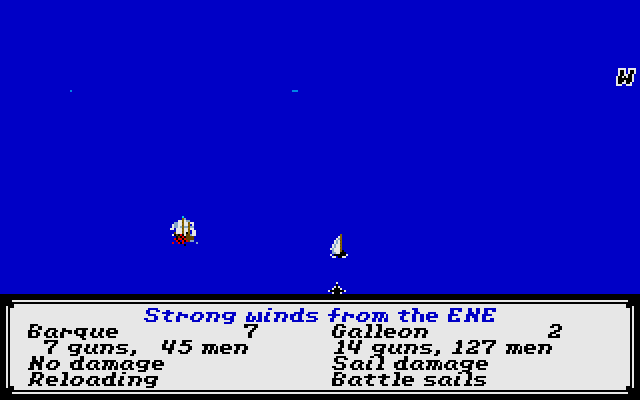 W
Strong winds from the ENE
Barque 7 Galleon 2
7 guns, 45 men 14 guns, 127 men
No damage Sail damage
Reloading Battle sails